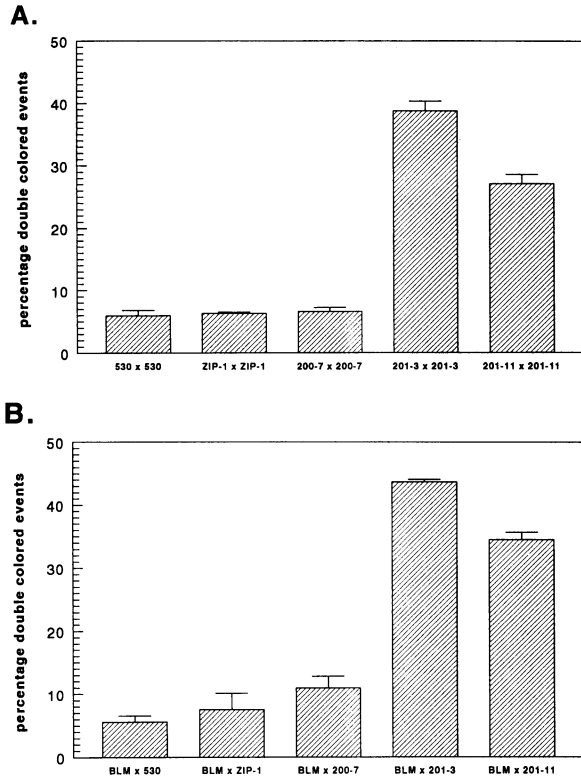 A.
percentage double colored events
50
40
30
20
10
0
530 x 530 ZIP-1 x ZIP-1 200-7 x 200-7 201-3 x 201-3 201-11 x 201-11
B.
percentage double colored events
50
40
30
20
10
0
BLM x 530 BLM x ZIP-1 BLM x 200-7 BLM x 201-3 BLM x 201-11